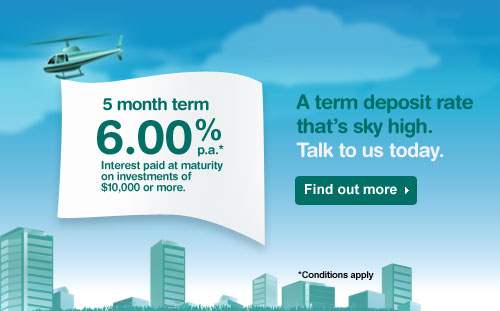 5 month term
6.00%
p.a.*
Interest paid at maturity
on investments of
$10,000 or more.
A term deposit rate
that's sky high.
Talk to us today.
Find out more
*Conditions apply